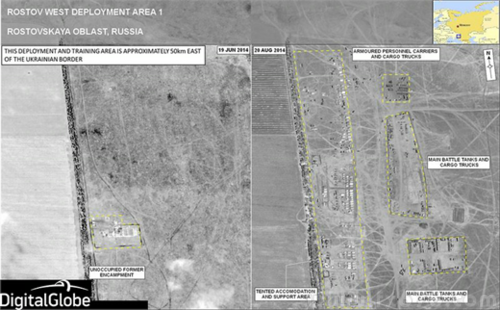 ROSTOV WEST DEPLOYMENT AREA 1
ROSTOVSKAYA OBLAST, RUSSIA
THIS DEPLOYMENT AND TRAINING AREA IS APPROXIMATELY 50km EAST
OF THE UKRAINIAN BORDER
19 JUN 2014
UNOCCUPIED FORMER
ENCAMPMENT
DigitalGlobe
20 AUG 2014
ARMOURED PERSONNEL CARRIERS
AND CARGO TRUCKS
MAIN BATTLE TANKS AND
CARGO TRUCKS
TENTED ACCOMODATION
AND SUPPORT AREA
MAIN BATTLE TANKS AND
CARGO TRUCKS